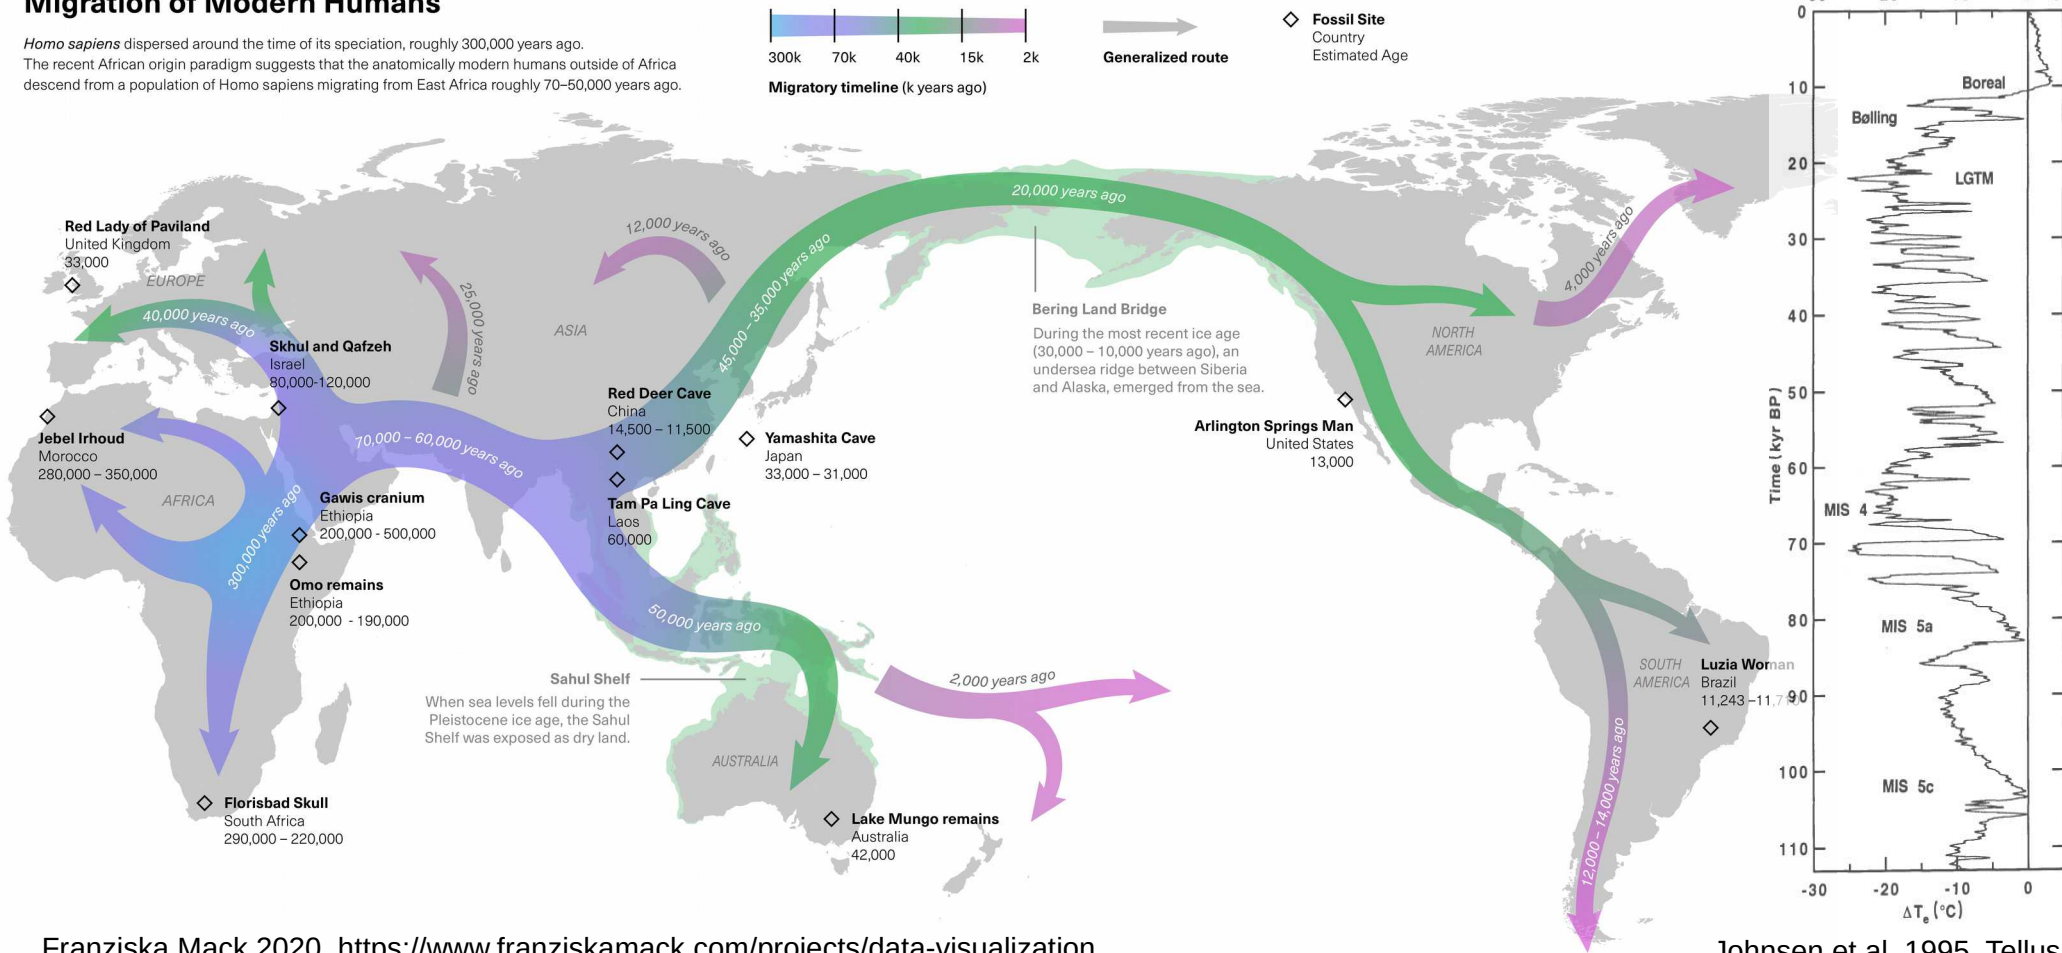 Migration of Modern Humans
Homo sapiens dispersed around the time of its speciation, roughly 300,000 years ago.
The recent African origin paradigm suggests that the anatomically modern humans outside of Africa
descend from a population of Homo sapiens migrating from East Africa roughly 70–50,000 years ago.
300k 70k 40k 15k 2k
Migratory timeline (k years ago)
Generalized route
Fossil Site
Country
Estimated Age
Red Lady of Paviland
United Kingdom
33,000
EUROPE
40,000 years ago
Skhul and Qafzeh
Israel
80,000-120,000
25,000 years ago
12,000 years ago
ASIA
45,000 – 35,000 years ago
20,000 years ago
Bering Land Bridge
During the most recent ice age
(30,000 – 10,000 years ago), an
undersea ridge between Siberia
and Alaska, emerged from the sea.
4,000 years ago
NORTH
AMERICA
Jebel Irhoud
Morocco
280,000 – 350,000
AFRICA
300,000 years ago
70,000 – 60,000 years ago
Gawis cranium
Ethiopia
200,000 - 500,000
Omo remains
Ethiopia
200,000 - 190,000
Red Deer Cave
China
14,500 – 11,500
Yamashita Cave
Japan
33,000 – 31,000
Tam Pa Ling Cave
Laos
60,000
Arlington Springs Man
United States
13,000
50,000 years ago
Sahul Shelf
When sea levels fell during the
Pleistocene ice age, the Sahul
Shelf was exposed as dry land.
2,000 years ago
AUSTRALIA
Lake Mungo remains
Australia
42,000
Florisbad Skull
South Africa
290,000 – 220,000
SOUTH
AMERICA
Luzia Woman
Brazil
11,243 –11,710
12,000 – 14,000 years ago
0
10
20
30
40
50
60
70
80
90
100
110
Time (kyr BP)
Boreal
Bølling
LGTM
MIS 4
MIS 5a
MIS 5c
-30 -20 -10 0
ΔTe (°C)
Franziska Mack 2020 https://www.franziskamack.com/projects/data-visualization
Johnsen et al. 1995, Tellus